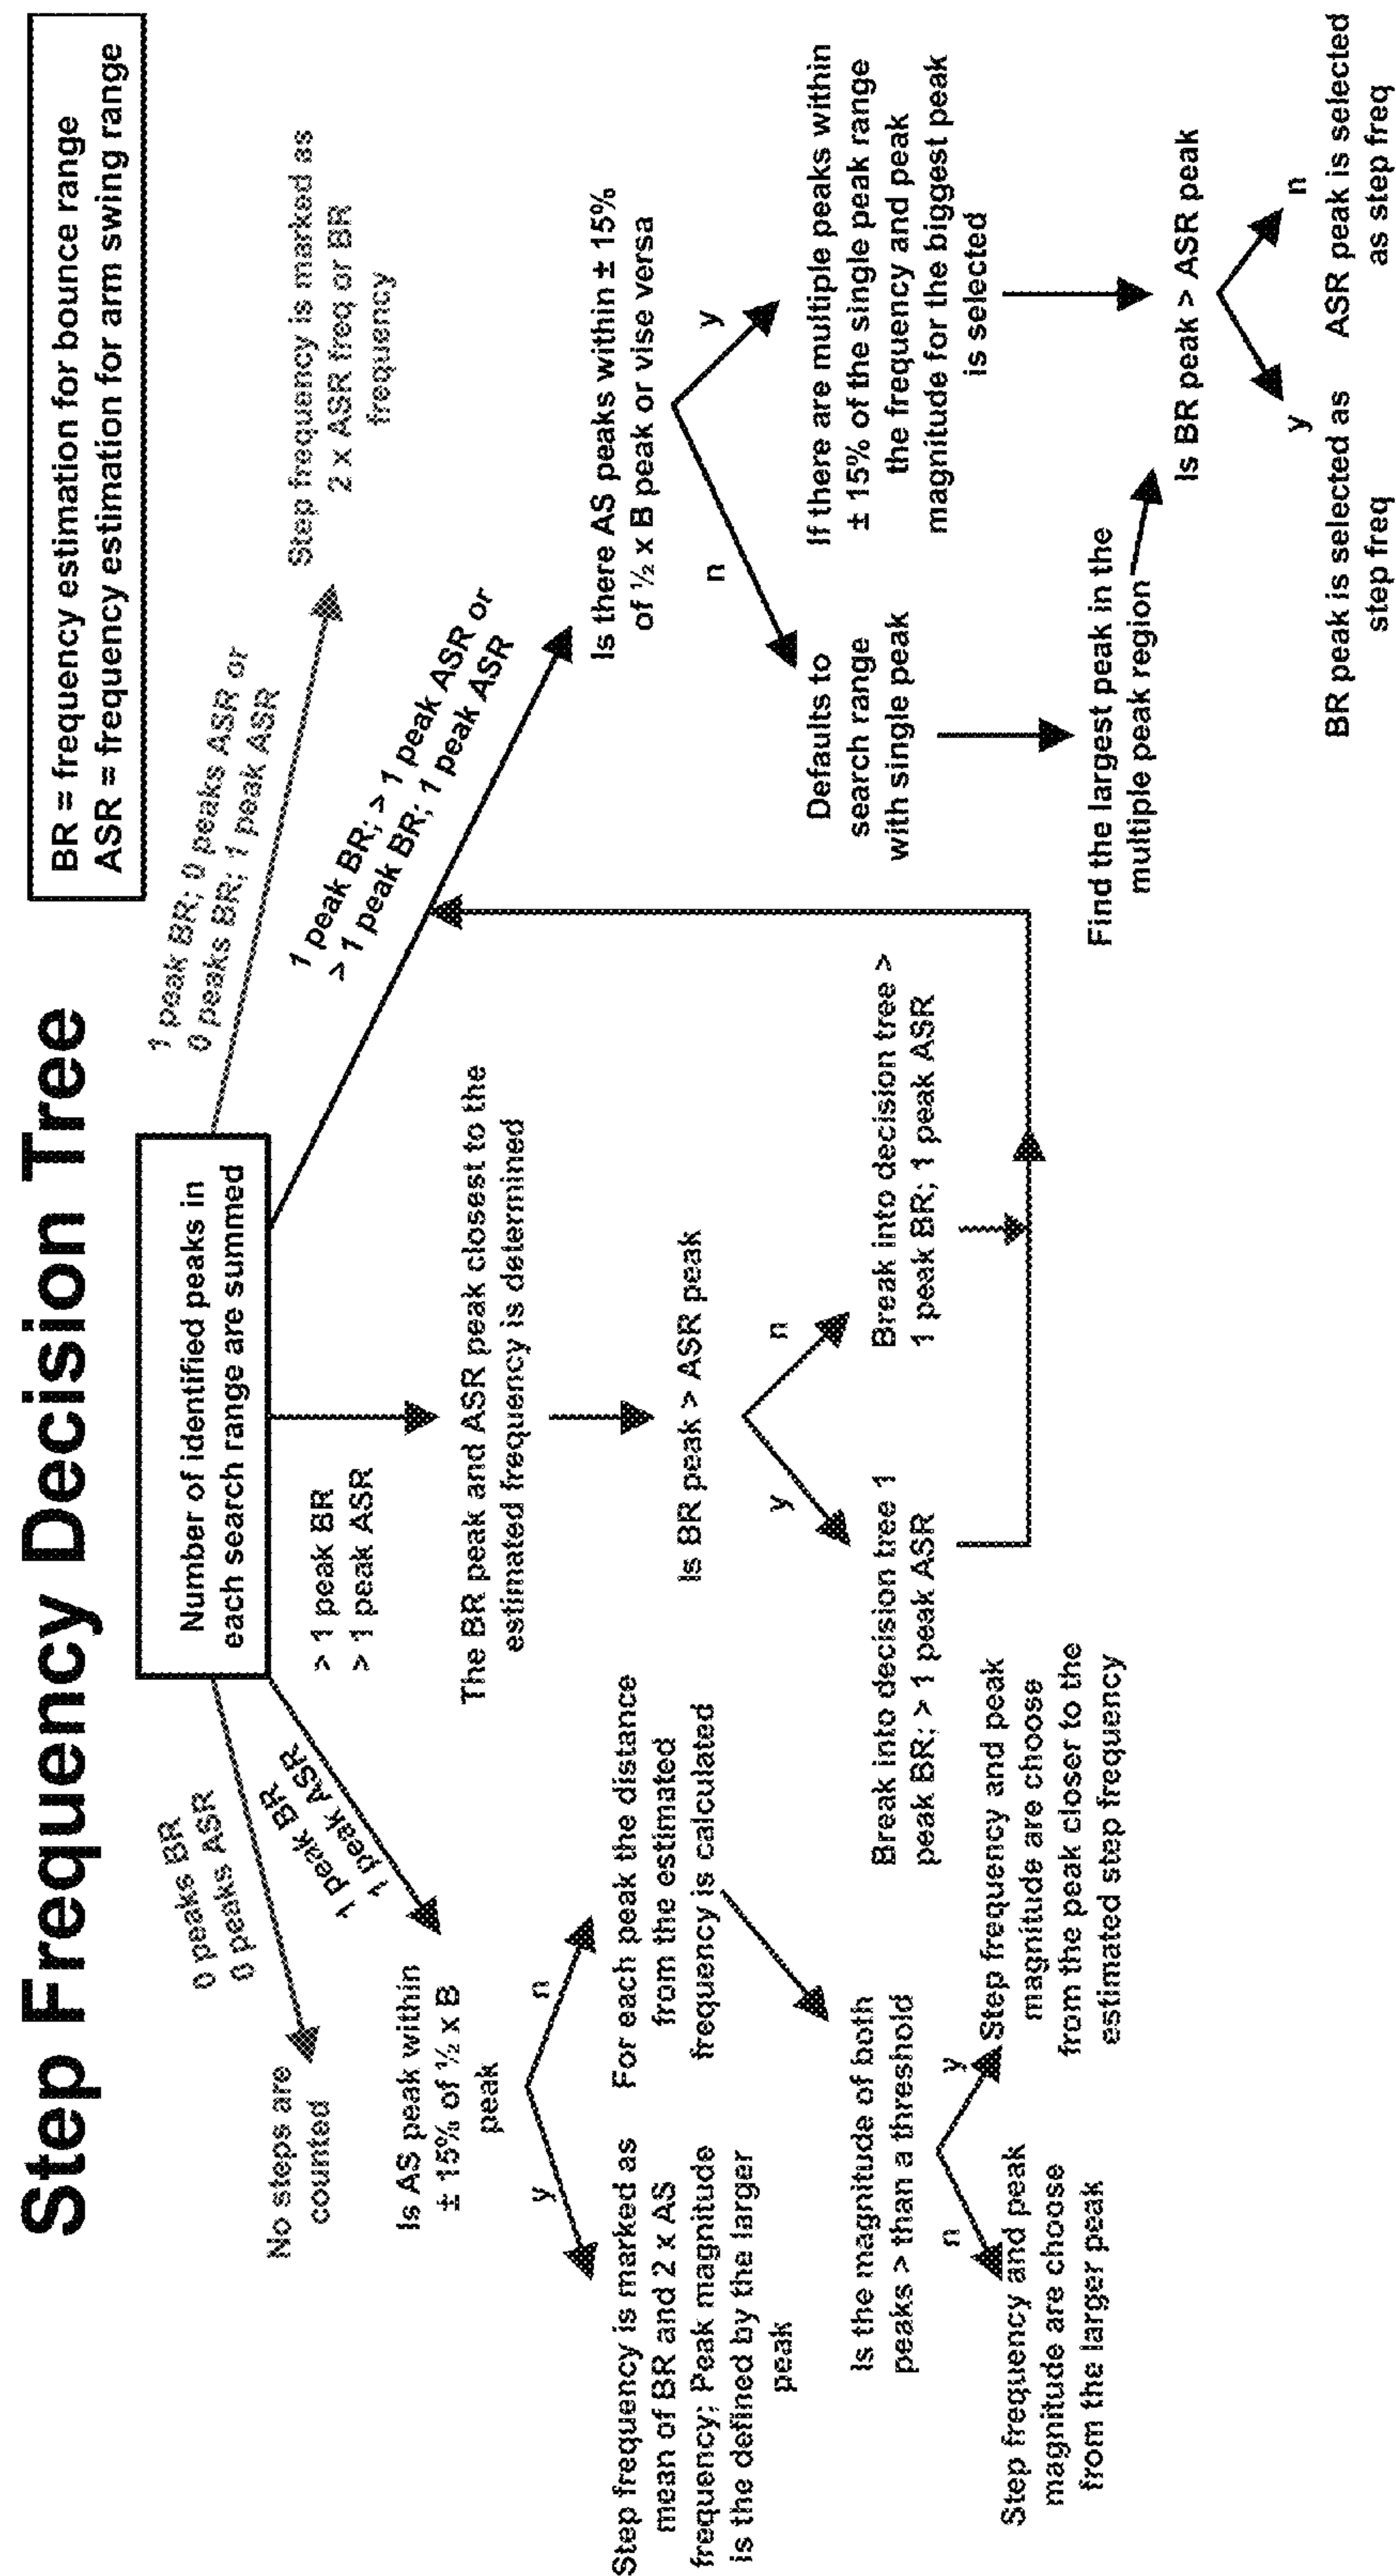 Step Frequency Decision Tree
BR = frequency estimation for bounce range
ASR = frequency estimation for arm swing range
Number of identified peaks in
each search range are summed
0 peaks BR
0 peaks ASR
No steps are
counted
1 peak BR
1 peak ASR
Is AS peak within
± 15% of ½ x B
peak
y
n
Step frequency is marked as
mean of BR and 2 x AS
frequency; Peak magnitude
is the defined by the larger
peak
For each peak the distance
from the estimated
frequency is calculated
Is the magnitude of both
peaks > than a threshold
n
y
Step frequency and peak
magnitude are choose
from the larger peak
Step frequency and peak
magnitude are choose
from the peak closer to the
estimated step frequency
> 1 peak BR
> 1 peak ASR
The BR peak and ASR peak closest to the
estimated frequency is determined
Is BR peak > ASR peak
y
n
Break into decision tree 1
peak BR; > 1 peak ASR
Break into decision tree >
1 peak BR; 1 peak ASR
1 peak BR; > 1 peak ASR or
> 1 peak BR; 1 peak ASR
Is there AS peaks within ± 15%
of ½ x B peak or vise versa
n
y
Defaults to
search range
with single peak
If there are multiple peaks within
± 15% of the single peak range
the frequency and peak
magnitude for the biggest peak
is selected
Find the largest peak in the
multiple peak region
Is BR peak > ASR peak
y
n
BR peak is selected as
step freq
ASR peak is selected
as step freq
1 peak BR; 0 peaks ASR or
0 peaks BR; 1 peak ASR
Step frequency is marked as
2 x ASR freq or BR
frequency